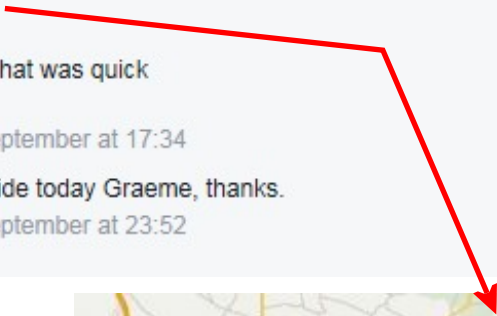 hat was quick
ptember at 17:34
ide today Graeme, thanks.
ptember at 23:52